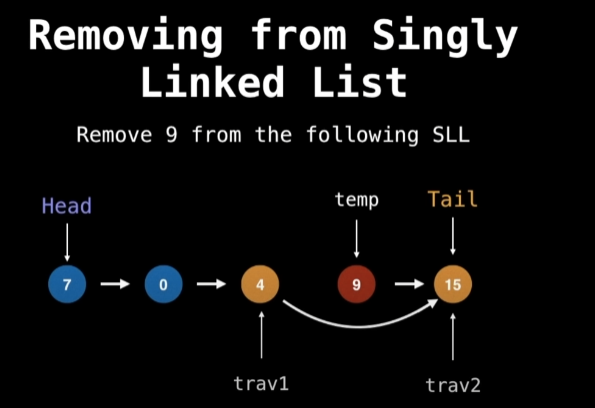 Removing from Singly
Linked List
Remove 9 from the following SLL
Head
temp
Tail
7
0
4
9
15
trav1
trav2